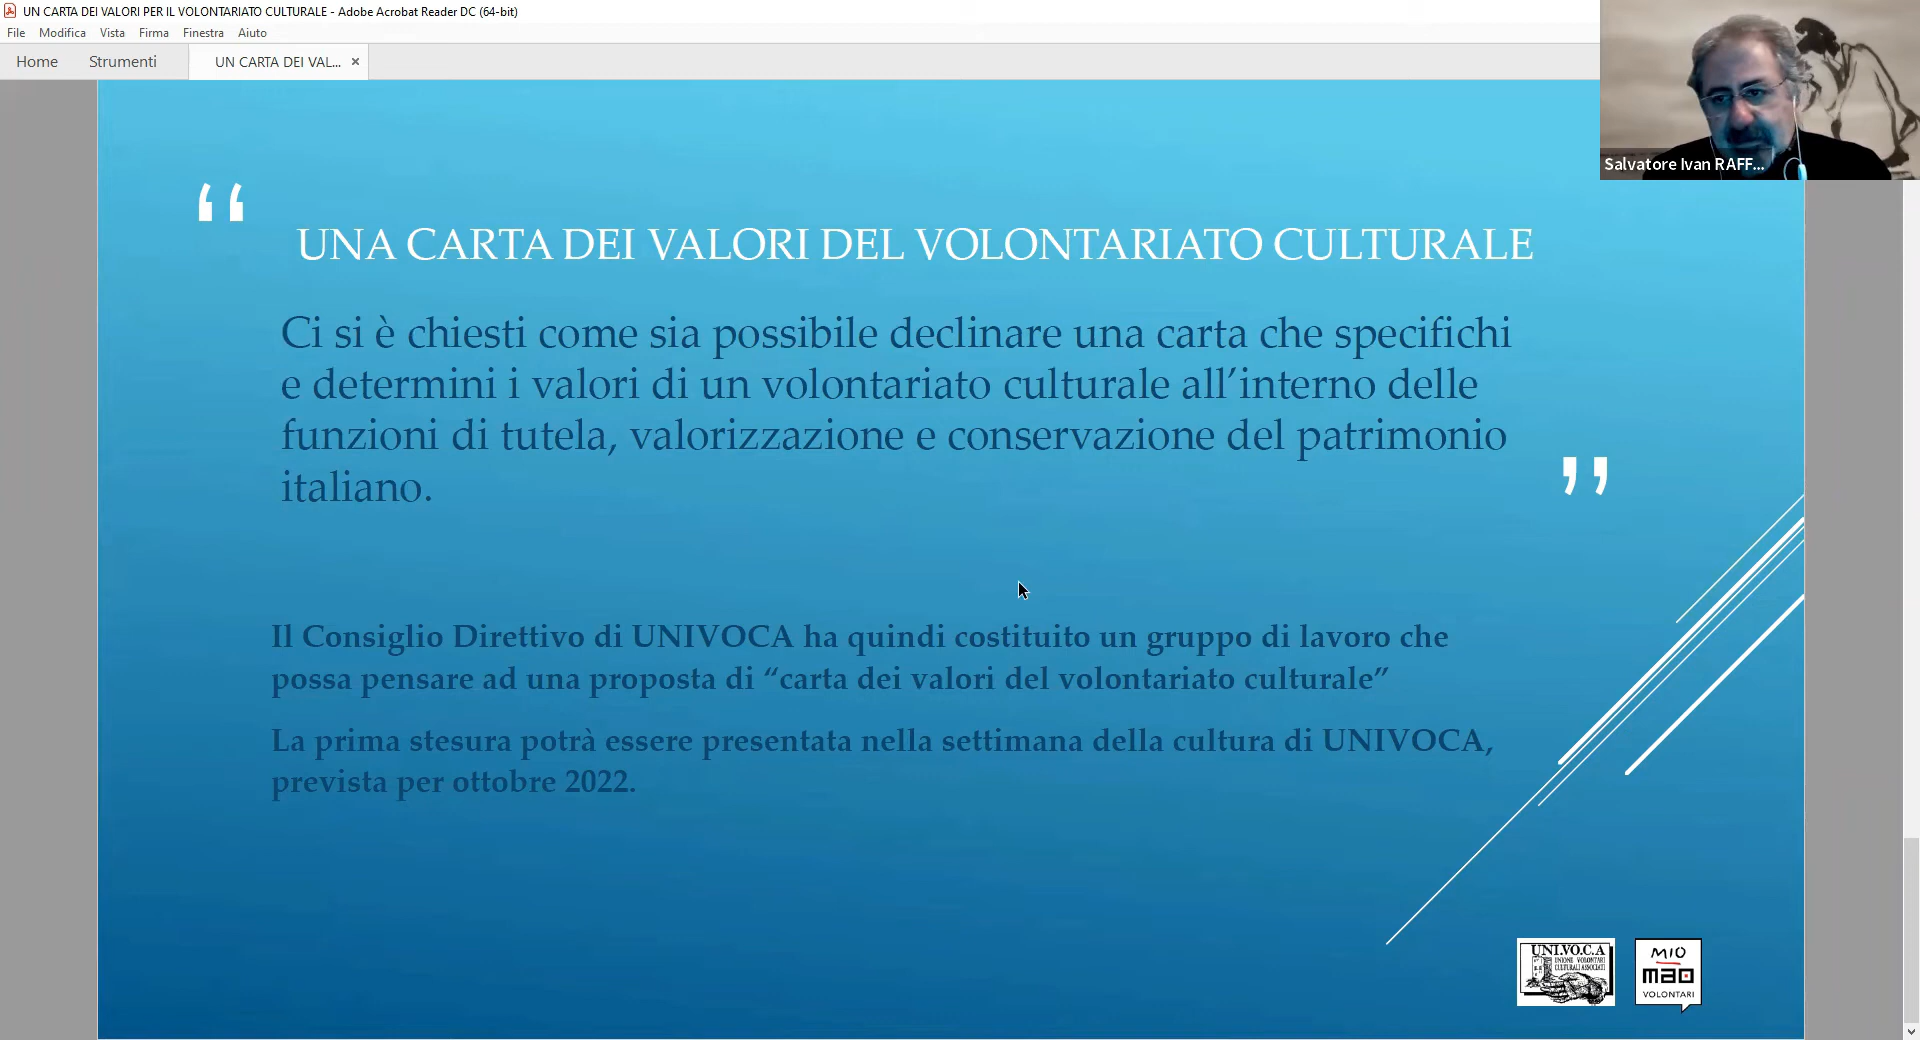 UN CARTA DEI VALORI PER IL VOLONTARIATO CULTURALE - Adobe Acrobat Reader DC (64-bit)
File Modifica Vista Firma Finestra Aiuto
Home Strumenti UN CARTA DEI VAL... ×
Salvatore Ivan RAFF...
“
UNA CARTA DEI VALORI DEL VOLONTARIATO CULTURALE
Ci si è chiesti come sia possibile declinare una carta che specifichi
e determini i valori di un volontariato culturale all’interno delle
funzioni di tutela, valorizzazione e conservazione del patrimonio
italiano.
”
Il Consiglio Direttivo di UNIVOCA ha quindi costituito un gruppo di lavoro che
possa pensare ad una proposta di “carta dei valori del volontariato culturale”
La prima stesura potrà essere presentata nella settimana della cultura di UNIVOCA,
prevista per ottobre 2022.
UNI.VO.C.A
UNIONE VOLONTARI
CULTURALI ASSOCIATI
MIO
mao
VOLONTARI